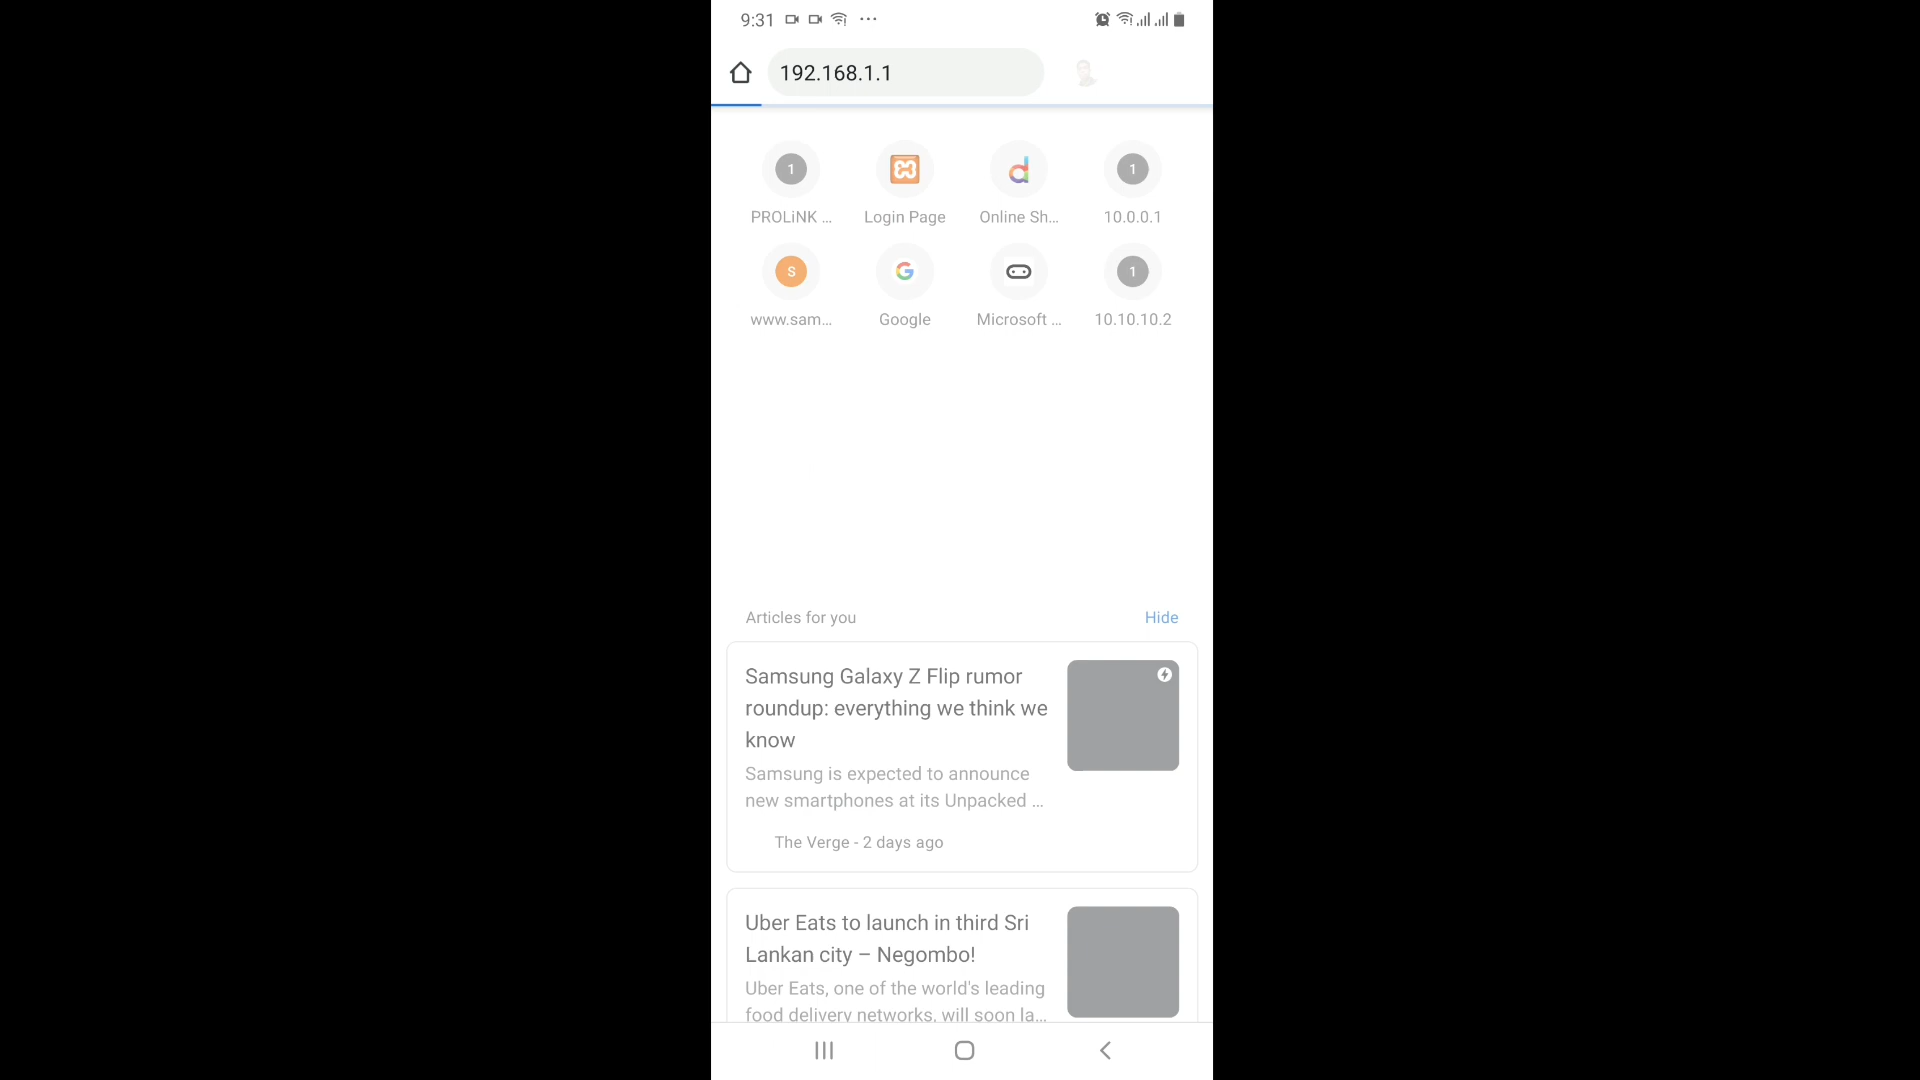 9:31
192.168.1.1
1
1
PROLiNK ...
Login Page
Online Sh...
10.0.0.1
S
1
www.sam...
Google
Microsoft ...
10.10.10.2
Articles for you
Hide
Samsung Galaxy Z Flip rumor
roundup: everything we think we
know
Samsung is expected to announce
new smartphones at its Unpacked ...
The Verge - 2 days ago
Uber Eats to launch in third Sri
Lankan city – Negombo!
Uber Eats, one of the world's leading
food delivery networks, will soon la...